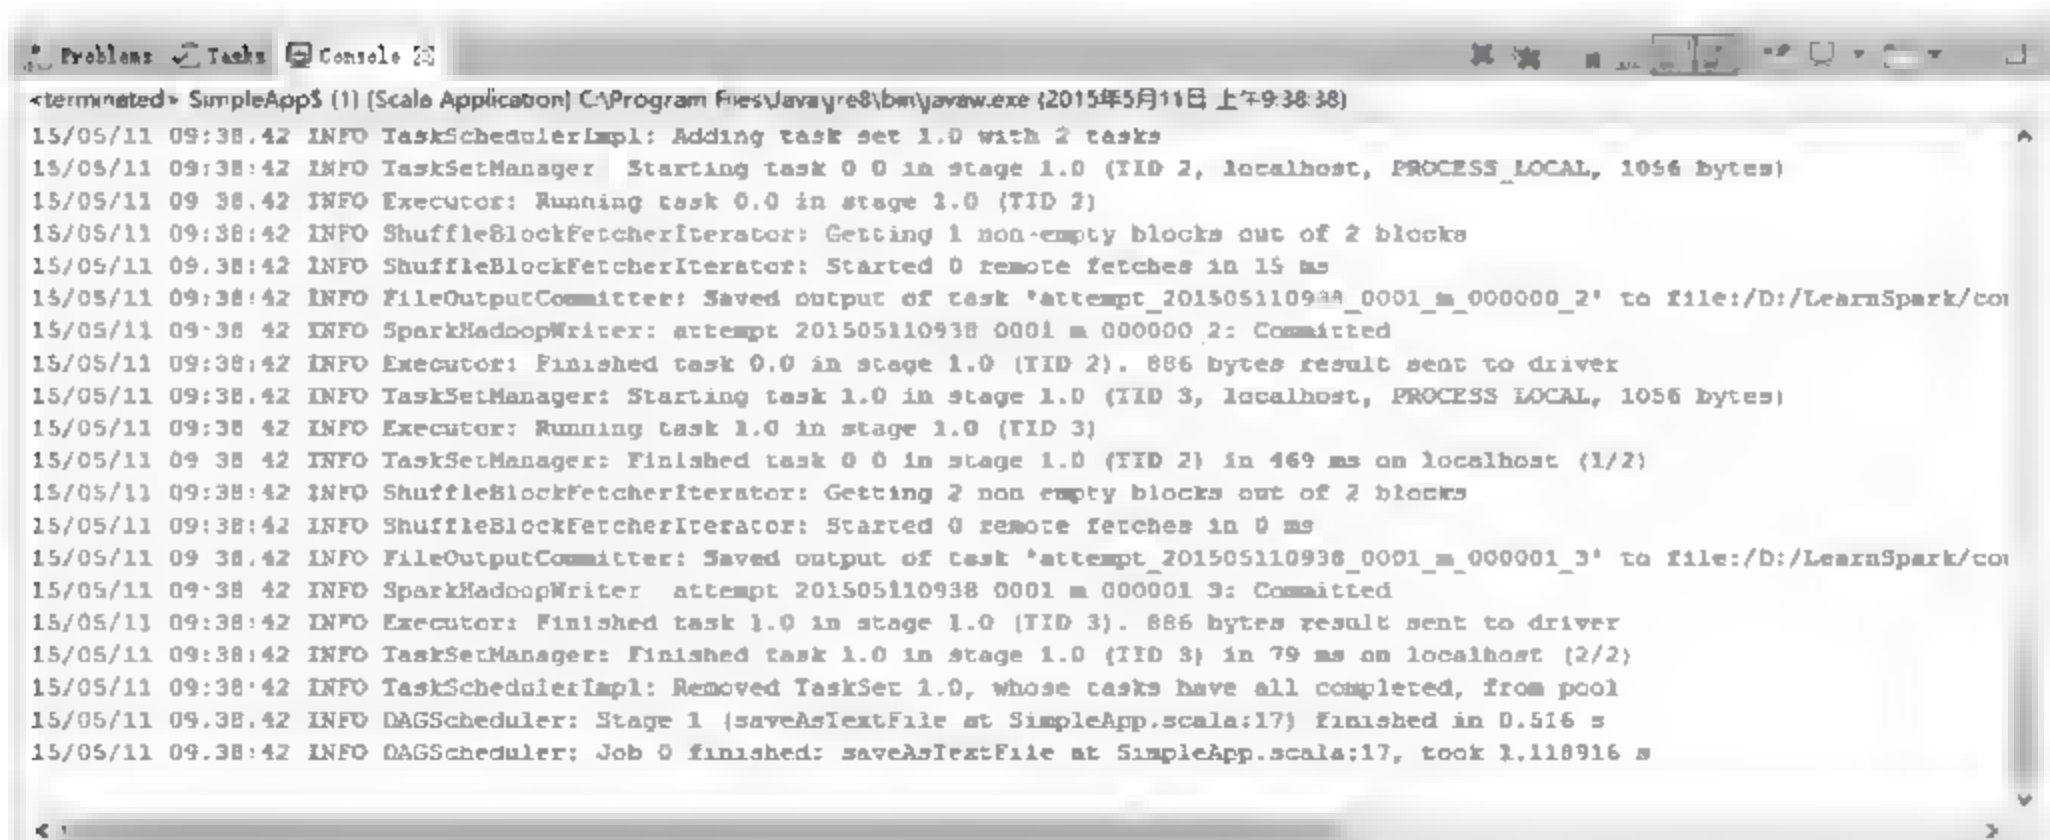 Problems Tasks Console
<terminated> SimpleApp$ (1) [Scala Application] C:\Program Files\Java\jre8\bin\javaw.exe (2015年5月11日 上午9:38:38)
15/05/11 09:38:42 INFO TaskSchedulerImpl: Adding task set 1.0 with 2 tasks
15/05/11 09:38:42 INFO TaskSetManager: Starting task 0.0 in stage 1.0 (TID 2, localhost, PROCESS_LOCAL, 1056 bytes)
15/05/11 09:38:42 INFO Executor: Running task 0.0 in stage 1.0 (TID 2)
15/05/11 09:38:42 INFO ShuffleBlockFetcherIterator: Getting 1 non-empty blocks out of 2 blocks
15/05/11 09:38:42 INFO ShuffleBlockFetcherIterator: Started 0 remote fetches in 15 ms
15/05/11 09:38:42 INFO FileOutputCommitter: Saved output of task 'attempt_201505110938_0001_m_000000_2' to file:/D:/LearnSpark/cou
15/05/11 09:38:42 INFO SparkHadoopWriter: attempt_201505110938_0001_m_000000_2: Committed
15/05/11 09:38:42 INFO Executor: Finished task 0.0 in stage 1.0 (TID 2). 886 bytes result sent to driver
15/05/11 09:38:42 INFO TaskSetManager: Starting task 1.0 in stage 1.0 (TID 3, localhost, PROCESS_LOCAL, 1056 bytes)
15/05/11 09:38:42 INFO Executor: Running task 1.0 in stage 1.0 (TID 3)
15/05/11 09:38:42 INFO TaskSetManager: Finished task 0.0 in stage 1.0 (TID 2) in 469 ms on localhost (1/2)
15/05/11 09:38:42 INFO ShuffleBlockFetcherIterator: Getting 2 non-empty blocks out of 2 blocks
15/05/11 09:38:42 INFO ShuffleBlockFetcherIterator: Started 0 remote fetches in 0 ms
15/05/11 09:38:42 INFO FileOutputCommitter: Saved output of task 'attempt_201505110938_0001_m_000001_3' to file:/D:/LearnSpark/cou
15/05/11 09:38:42 INFO SparkHadoopWriter: attempt_201505110938_0001_m_000001_3: Committed
15/05/11 09:38:42 INFO Executor: Finished task 1.0 in stage 1.0 (TID 3). 886 bytes result sent to driver
15/05/11 09:38:42 INFO TaskSetManager: Finished task 1.0 in stage 1.0 (TID 3) in 79 ms on localhost (2/2)
15/05/11 09:38:42 INFO TaskSchedulerImpl: Removed TaskSet 1.0, whose tasks have all completed, from pool
15/05/11 09:38:42 INFO DAGScheduler: Stage 1 (saveAsTextFile at SimpleApp.scala:17) finished in 0.516 s
15/05/11 09:38:42 INFO DAGScheduler: Job 0 finished: saveAsTextFile at SimpleApp.scala:17, took 1.118916 s